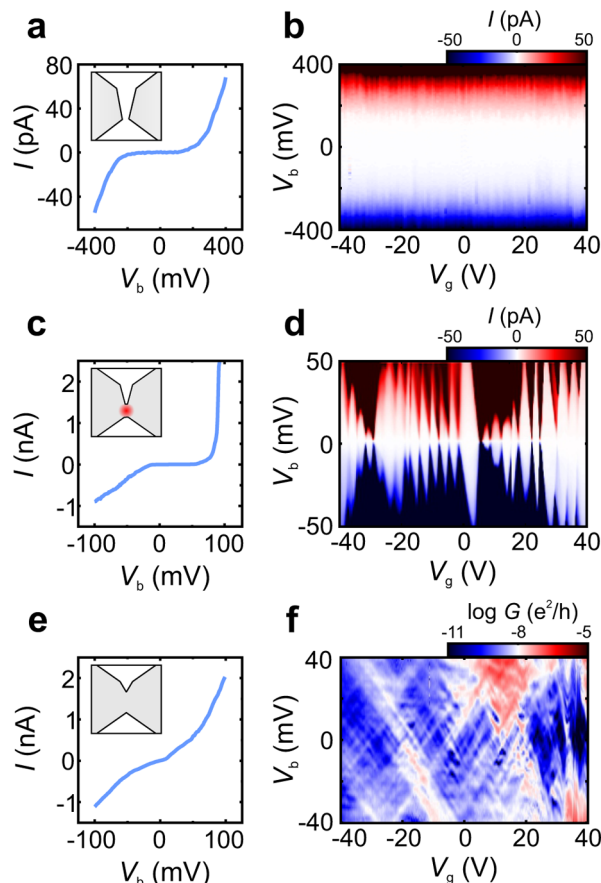 a
80
40
0
-40
I (pA)
-400 0 400
V_b (mV)
b
I (pA)
-50 0 50
400
0
-400
V_b (mV)
-40 -20 0 20 40
V_g (V)
c
2
1
0
-1
I (nA)
-100 0 100
V_b (mV)
d
I (pA)
-50 0 50
50
0
-50
V_b (mV)
-40 -20 0 20 40
V_g (V)
e
2
1
0
-1
I (nA)
-100 0 100
V_b (mV)
f
log G (e²/h)
-11 -8 -5
40
0
-40
V_b (mV)
-40 -20 0 20 40
V_g (V)